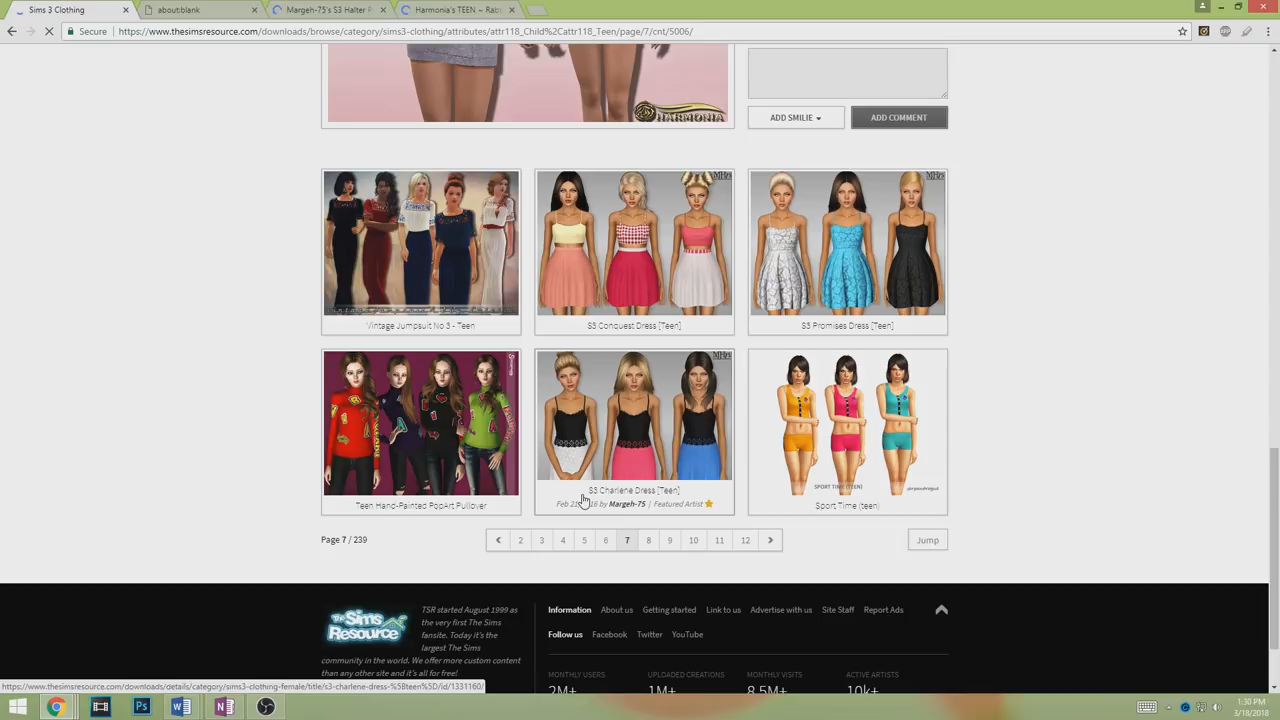 Sims 3 Clothing
about:blank
Margeh-75's S3 Halter
Harmonia's TEEN ~ Rab
Secure
https://www.thesimsresource.com/downloads/browse/category/sims3-clothing/attributes/attr118_Child%2Cattr118_Teen/page/7/cnt/5006/
HARMONIA
ADD SMILIE
ADD COMMENT
Vintage Jumpsuit No 3 - Teen
S3 Conquest Dress [Teen]
S3 Promises Dress [Teen]
SPORT TIME (TEEN)
Teen Hand-Painted PopArt Pullover
S3 Charlene Dress [Teen]
by Margeh-75 | Featured Artist
Sport Time (teen)
Page 7 / 239
2 3 4 5 6 7 8 9 10 11 12
Jump
The Sims Resource
TSR started August 1999 as
the very first The Sims
fansite. Today it's the
largest The Sims
community in the world. We offer more custom content
than any other site and it's all for free!
Information About us Getting started Link to us Advertise with us Site Staff Report Ads
Follow us Facebook Twitter YouTube
MONTHLY USERS
2M+
UPLOADED CREATIONS
1M+
MONTHLY VISITS
8.5M+
ACTIVE ARTISTS
10k+
https://www.thesimsresource.com/downloads/details/category/sims3-clothing-female/title/s3-charlene-dress-%5Bteen%5D/id/1331160/
1:30 PM
3/18/2018